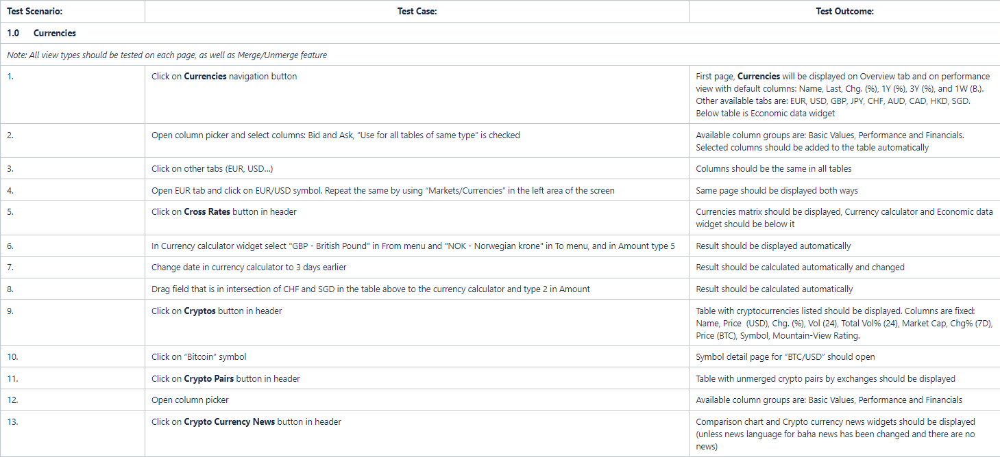 Test Scenario: Test Case: Test Outcome:
1.0 Currencies
Note: All view types should be tested on each page, as well as Merge/Unmerge feature
1. Click on Currencies navigation button
First page, Currencies will be displayed on Overview tab and on performance
view with default columns: Name, Last, Chg. (%), 1Y (%), 3Y (%), and 1W (B.).
Other available tabs are: EUR, USD, GBP, JPY, CHF, AUD, CAD, HKD, SGD.
Below table is Economic data widget
2. Open column picker and select columns: Bid and Ask, “Use for all tables of same type” is checked
Available column groups are: Basic Values, Performance and Financials.
Selected columns should be added to the table automatically
3. Click on other tabs (EUR, USD...) Columns should be the same in all tables
4. Open EUR tab and click on EUR/USD symbol. Repeat the same by using “Markets/Currencies” in the left area of the screen Same page should be displayed both ways
5. Click on Cross Rates button in header
Currencies matrix should be displayed, Currency calculator and Economic data
widget should be below it
6. In Currency calculator widget select "GBP - British Pound" in From menu and "NOK - Norwegian krone" in To menu, and in Amount type 5 Result should be displayed automatically
7. Change date in currency calculator to 3 days earlier Result should be calculated automatically and changed
8. Drag field that is in intersection of CHF and SGD in the table above to the currency calculator and type 2 in Amount Result should be calculated automatically
9. Click on Cryptos button in header
Table with cryptocurrencies listed should be displayed. Columns are fixed:
Name, Price (USD), Chg. (%), Vol (24), Total Vol% (24), Market Cap, Chg% (7D),
Price (BTC), Symbol, Mountain-View Rating.
10. Click on “Bitcoin” symbol Symbol detail page for “BTC/USD” should open
11. Click on Crypto Pairs button in header Table with unmerged crypto pairs by exchanges should be displayed
12. Open column picker Available column groups are: Basic Values, Performance and Financials
13. Click on Crypto Currency News button in header
Comparison chart and Crypto currency news widgets should be displayed
(unless news language for baha news has been changed and there are no
news)